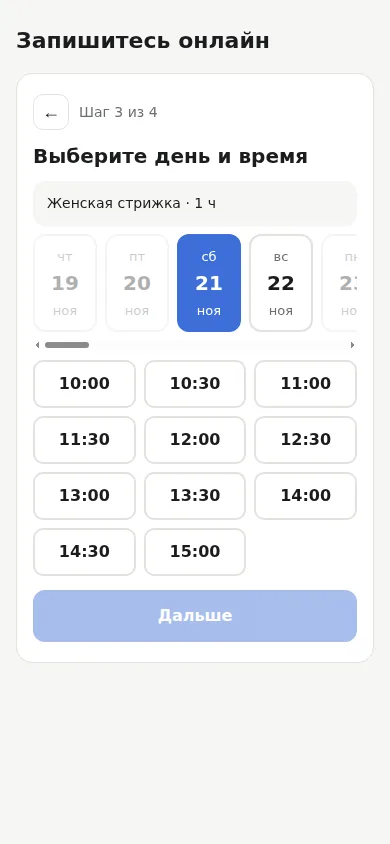 Запишитесь онлайн
←
Шаг 3 из 4
Выберите день и время
Женская стрижка · 1 ч
чт
19
ноя
пт
20
ноя
сб
21
ноя
вс
22
ноя
10:00 10:30 11:00
11:30 12:00 12:30
13:00 13:30 14:00
14:30 15:00
Дальше